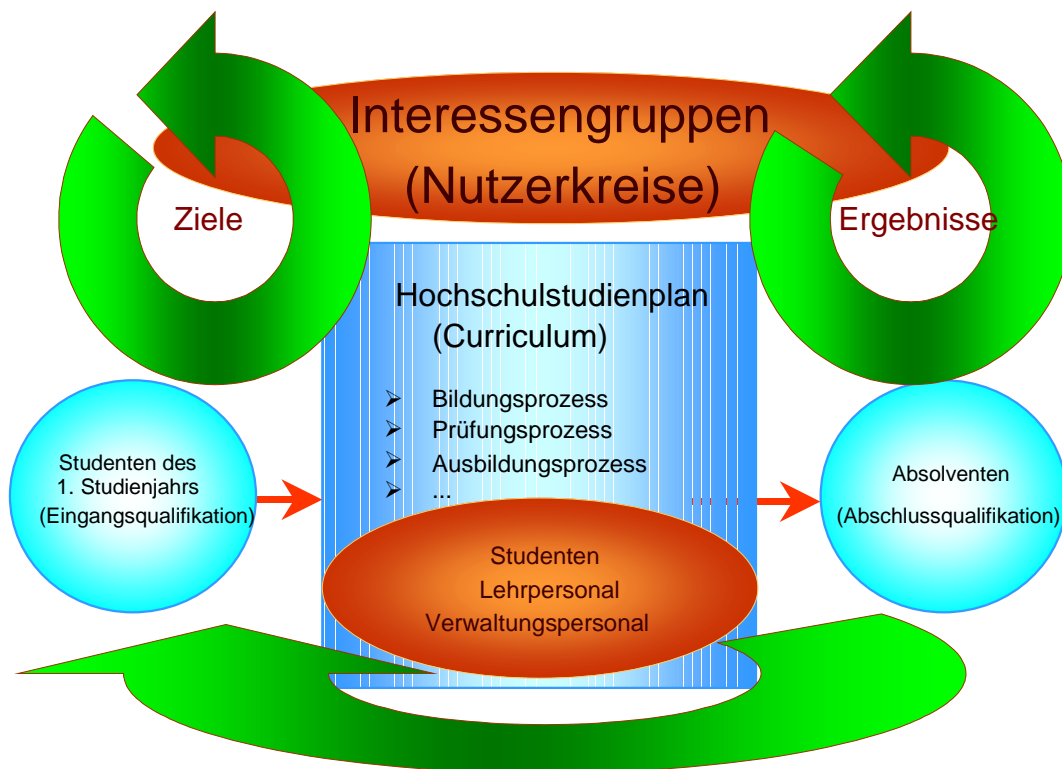 Interessengruppen
(Nutzerkreise)
Ziele
Ergebnisse
Hochschulstudienplan
(Curriculum)
➢ Bildungsprozess
➢ Prüfungsprozess
➢ Ausbildungsprozess
➢ ...
Studenten des
1. Studienjahrs
(Eingangsqualifikation)
Absolventen
(Abschlussqualifikation)
Studenten
Lehrpersonal
Verwaltungspersonal